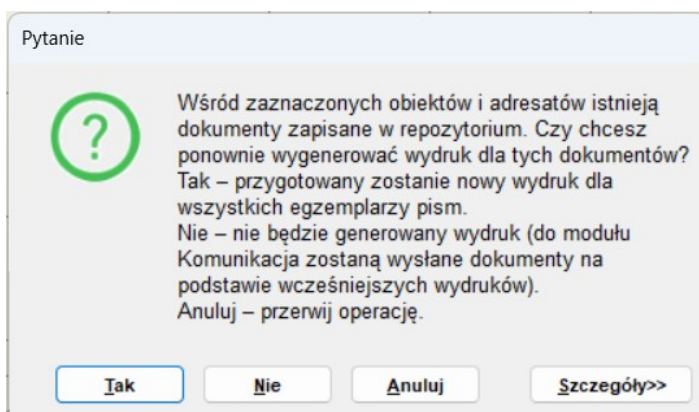 Pytanie
Wśród zaznaczonych obiektów i adresatów istnieją
dokumenty zapisane w repozytorium. Czy chcesz
ponownie wygenerować wydruk dla tych dokumentów?
Tak – przygotowany zostanie nowy wydruk dla
wszystkich egzemplarzy pism.
Nie – nie będzie generowany wydruk (do modułu
Komunikacja zostaną wysłane dokumenty na
podstawie wcześniejszych wydruków).
Anuluj – przerwij operację.
Tak Nie Anuluj Szczegóły>>